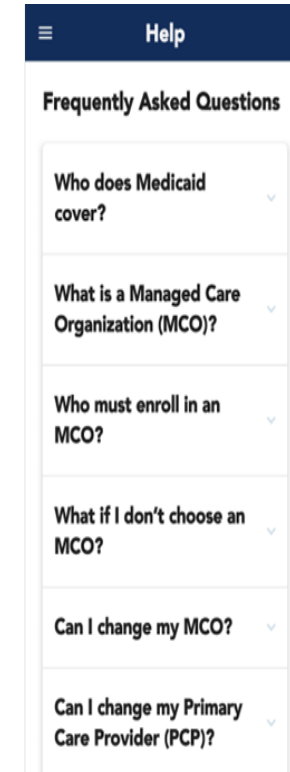 Help
Frequently Asked Questions
Who does Medicaid
cover?
What is a Managed Care
Organization (MCO)?
Who must enroll in an
MCO?
What if I don't choose an
MCO?
Can I change my MCO?
Can I change my Primary
Care Provider (PCP)?